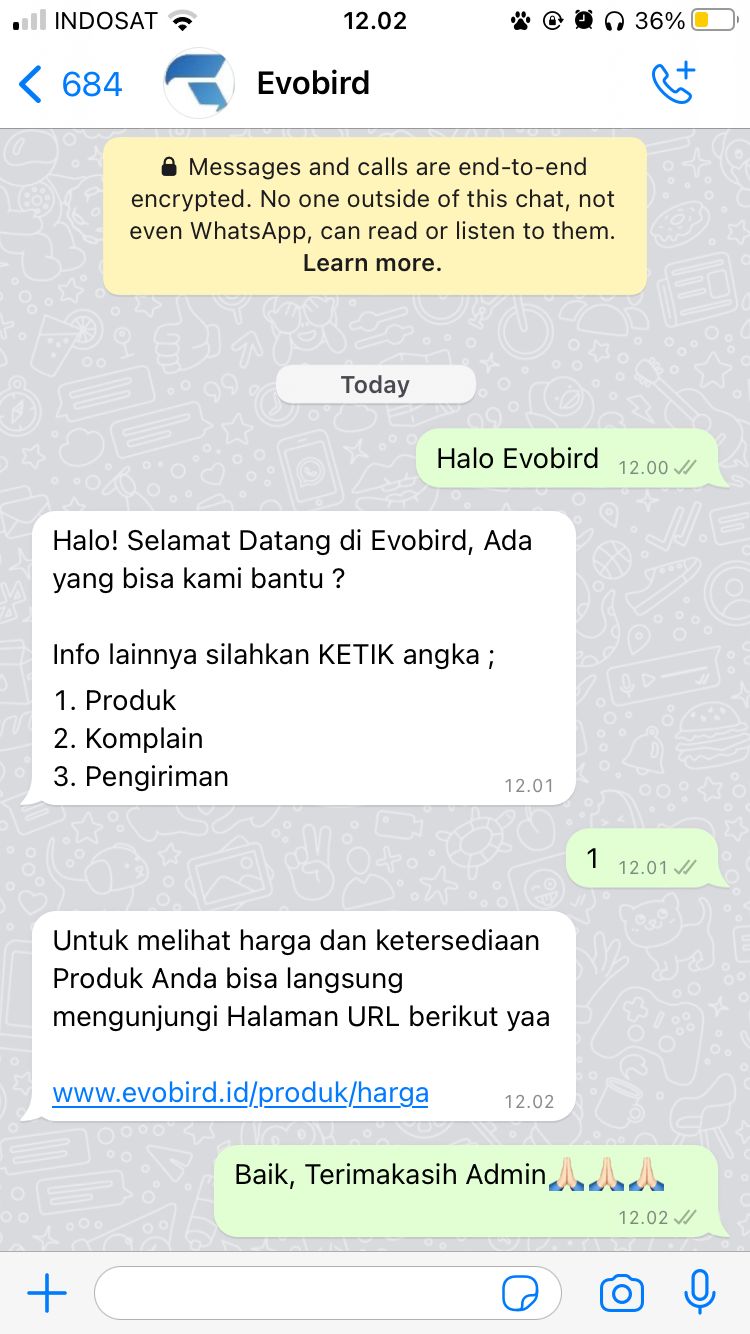 INDOSAT 12.02 36%
684 Evobird
Messages and calls are end-to-end
encrypted. No one outside of this chat, not
even WhatsApp, can read or listen to them.
Learn more.
Today
Halo Evobird 12.00
Halo! Selamat Datang di Evobird, Ada
yang bisa kami bantu ?
Info lainnya silahkan KETIK angka ;
1. Produk
2. Komplain
3. Pengiriman
12.01
1 12.01
Untuk melihat harga dan ketersediaan
Produk Anda bisa langsung
mengunjungi Halaman URL berikut yaa
www.evobird.id/produk/harga
12.02
Baik, Terimakasih Admin🙏🏻🙏🏻🙏🏻
12.02